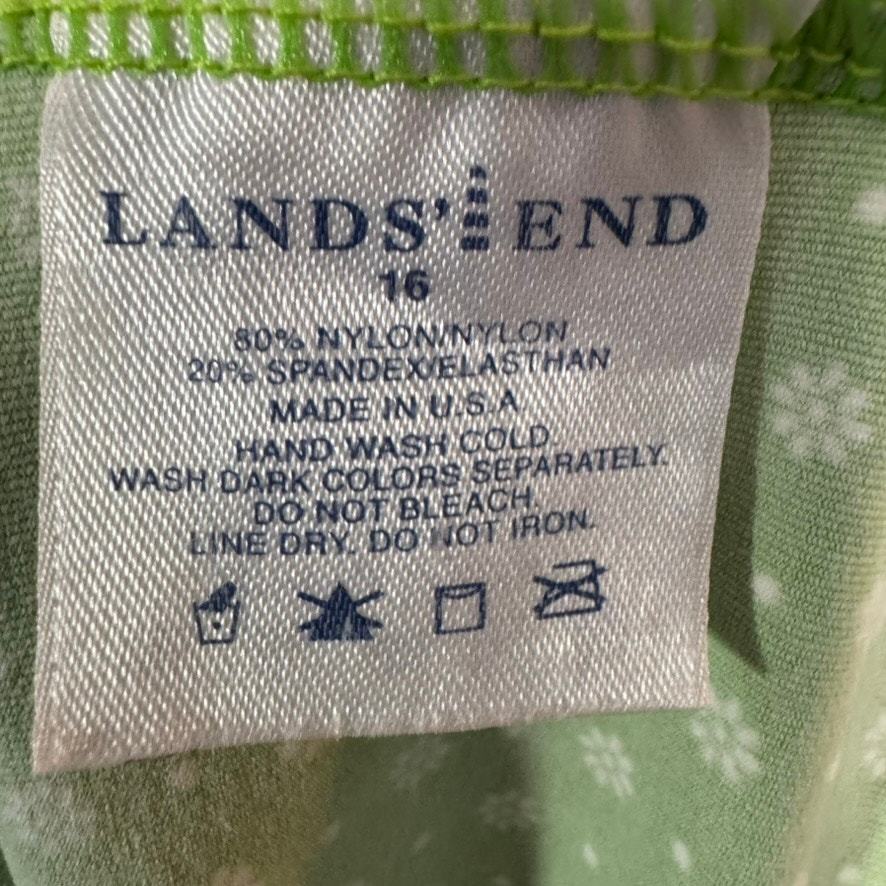 LANDS' END
16
80% NYLON/NYLON
20% SPANDEX/ELASTHAN
MADE IN U.S.A.
HAND WASH COLD.
WASH DARK COLORS SEPARATELY.
DO NOT BLEACH.
LINE DRY. DO NOT IRON.